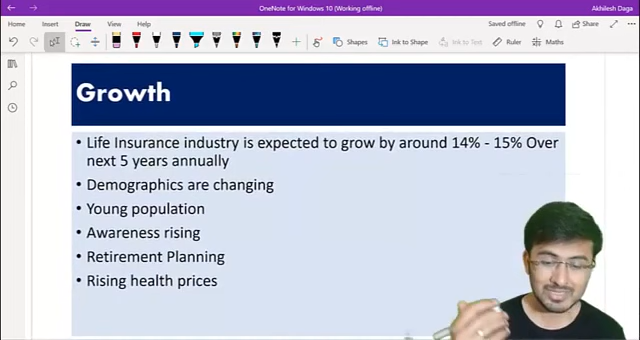 OneNote for Windows 10 (Working offline)
Akhilesh Daga
Home Insert Draw View Help
Saved offline Share
Shapes Ink to Shape Ink to Text Ruler Maths
Growth
• Life Insurance industry is expected to grow by around 14% - 15% Over
next 5 years annually
• Demographics are changing
• Young population
• Awareness rising
• Retirement Planning
• Rising health prices